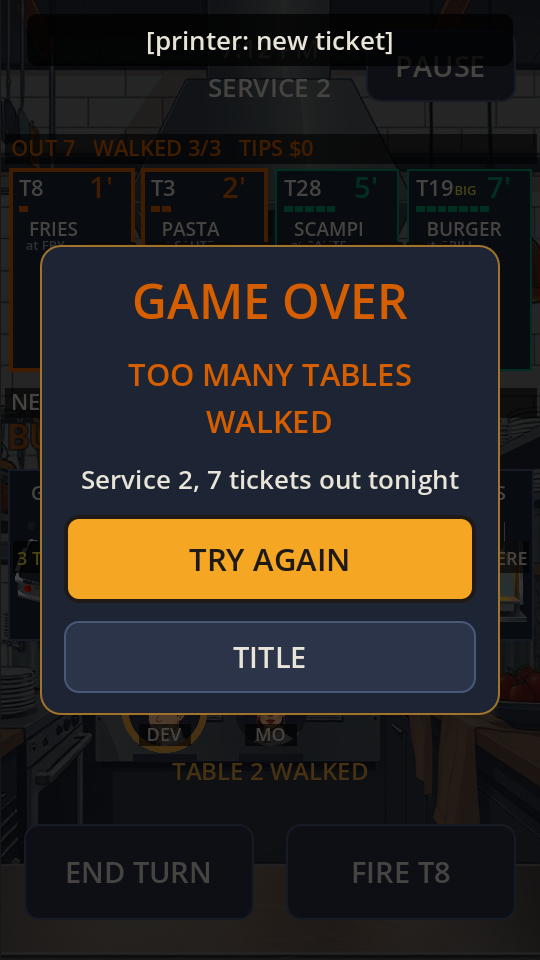 [printer: new ticket]
PAUSE
SERVICE 2
OUT 7 WALKED 3/3 TIPS $0
T8 1' T3 2' T28 5' T19 BIG 7'
FRIES PASTA SCAMPI BURGER
at FRY
GAME OVER
TOO MANY TABLES
WALKED
Service 2, 7 tickets out tonight
TRY AGAIN
TITLE
DEV MO
TABLE 2 WALKED
END TURN FIRE T8